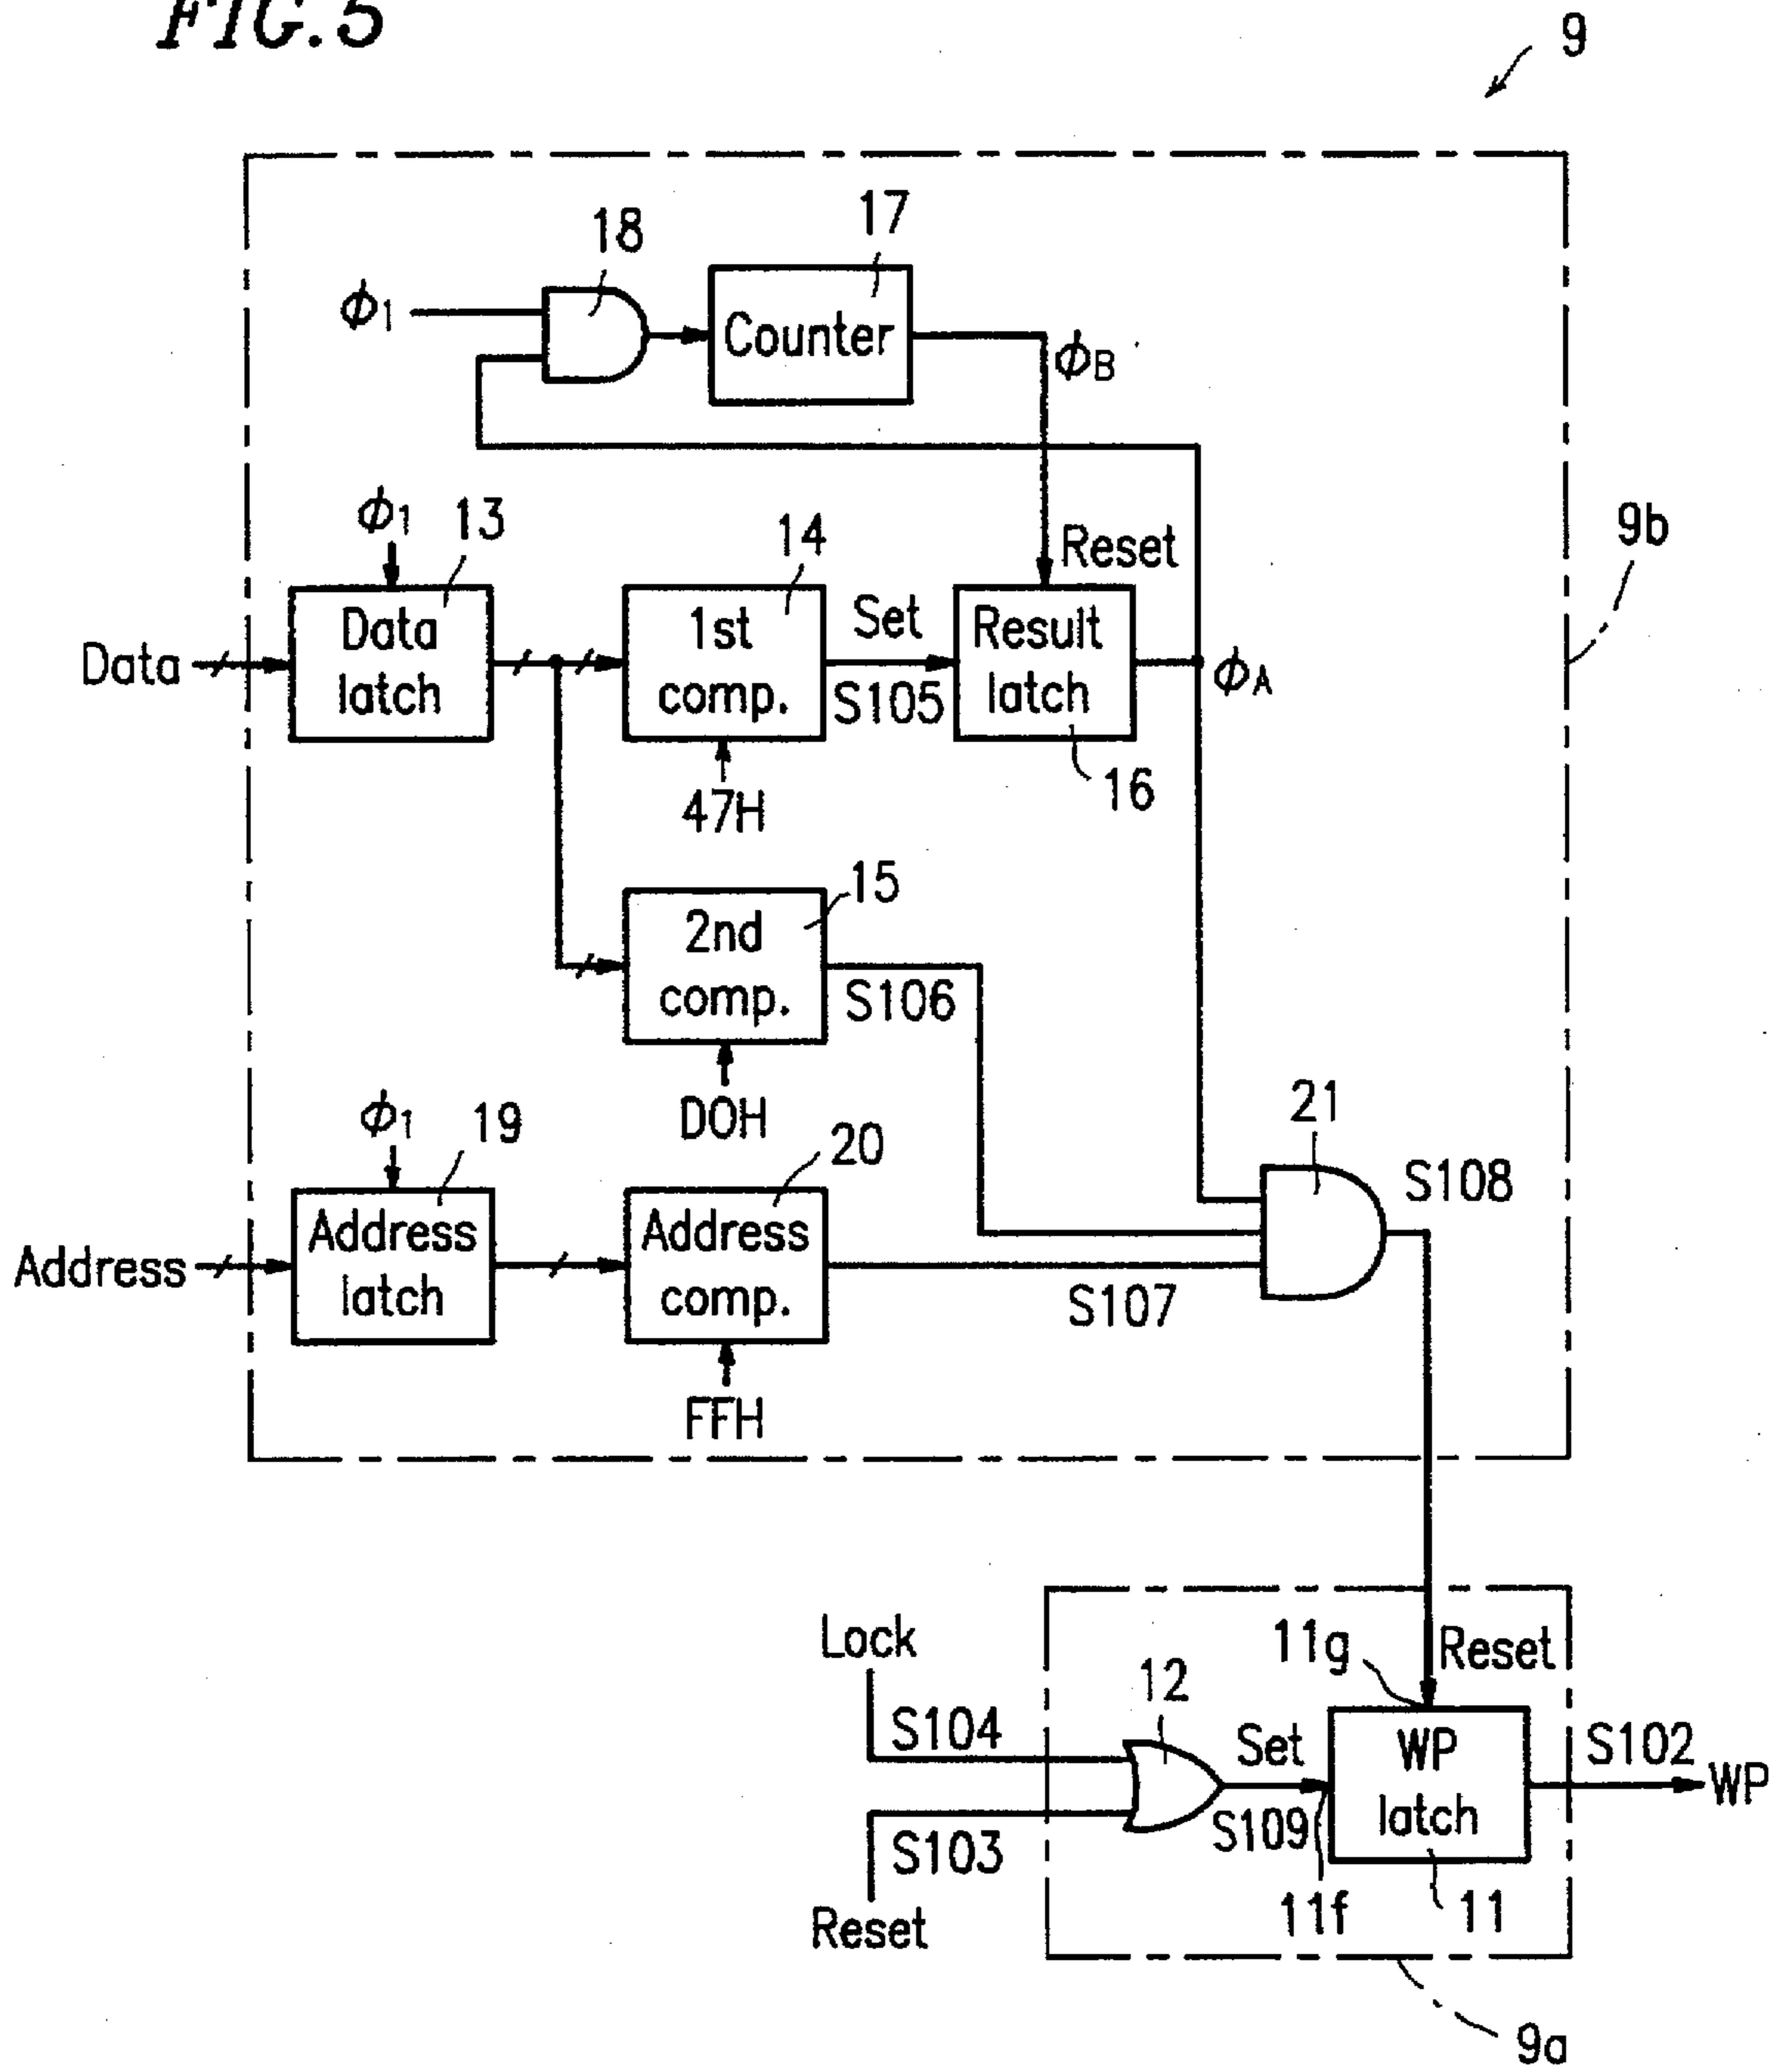 FIG. 5
9
18
17
ϕ1
Counter
ϕB
9b
ϕ1
13
14
Reset
Data
Data
latch
1st
comp.
Set
S105
Result
latch
ϕA
16
47H
15
2nd
comp.
S106
DOH
ϕ1
19
20
21
S108
Address
Address
latch
Address
comp.
S107
FFH
Lock
S104
12
11g
Reset
Set
S109
WP
latch
S102
WP
S103
Reset
11f
11
9a